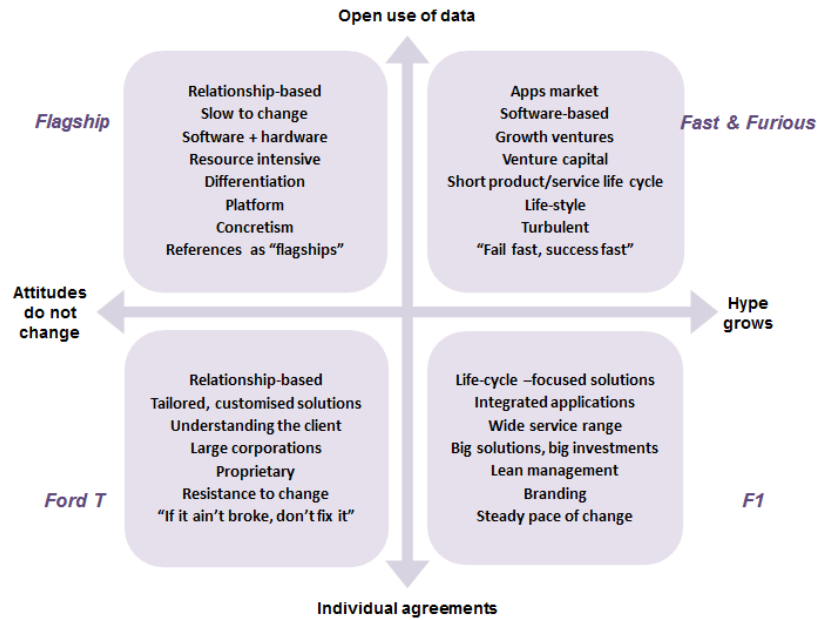 Open use of data
Flagship
Relationship-based
Slow to change
Software + hardware
Resource intensive
Differentiation
Platform
Concretism
References as “flagships”
Apps market
Software-based
Growth ventures
Venture capital
Short product/service life cycle
Life-style
Turbulent
“Fail fast, success fast”
Fast & Furious
Attitudes
do not
change
Hype
grows
Ford T
Relationship-based
Tailored, customised solutions
Understanding the client
Large corporations
Proprietary
Resistance to change
“If it ain’t broke, don’t fix it”
Life-cycle –focused solutions
Integrated applications
Wide service range
Big solutions, big investments
Lean management
Branding
Steady pace of change
F1
Individual agreements